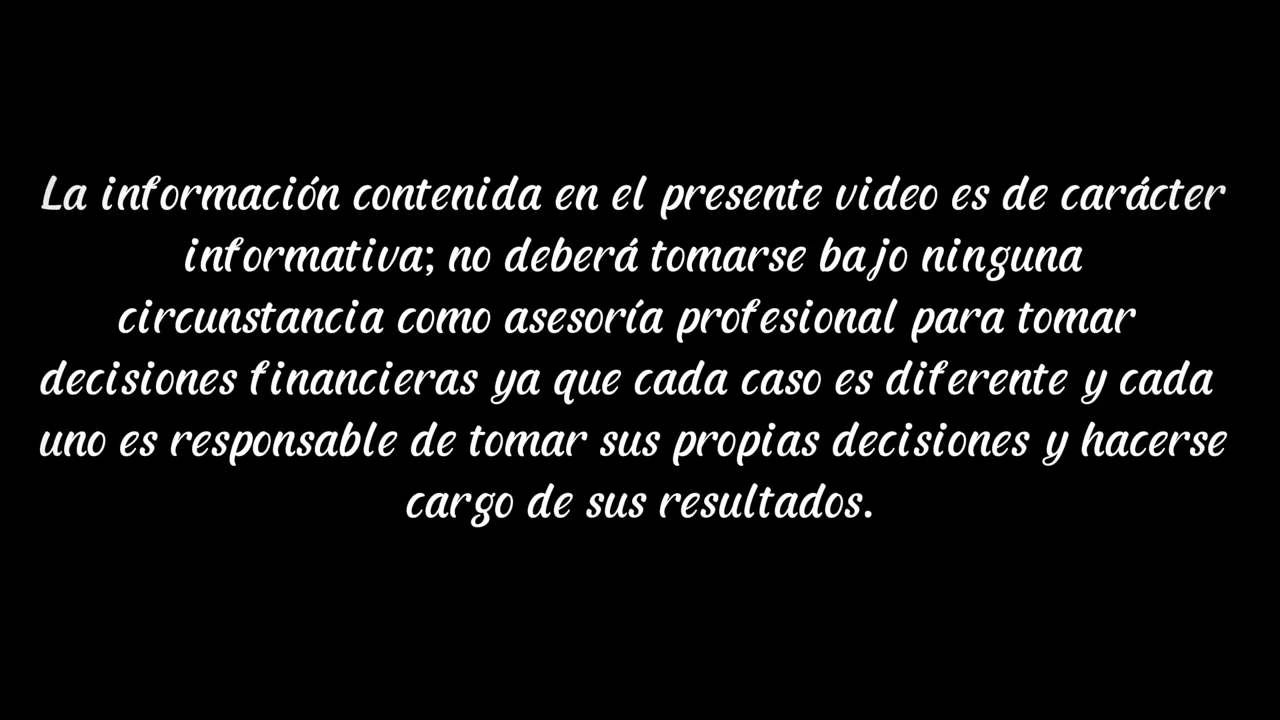 La información contenida en el presente video es de carácter
informativa; no deberá tomarse bajo ninguna
circunstancia como asesoría profesional para tomar
decisiones financieras ya que cada caso es diferente y cada
uno es responsable de tomar sus propias decisiones y hacerse
cargo de sus resultados.